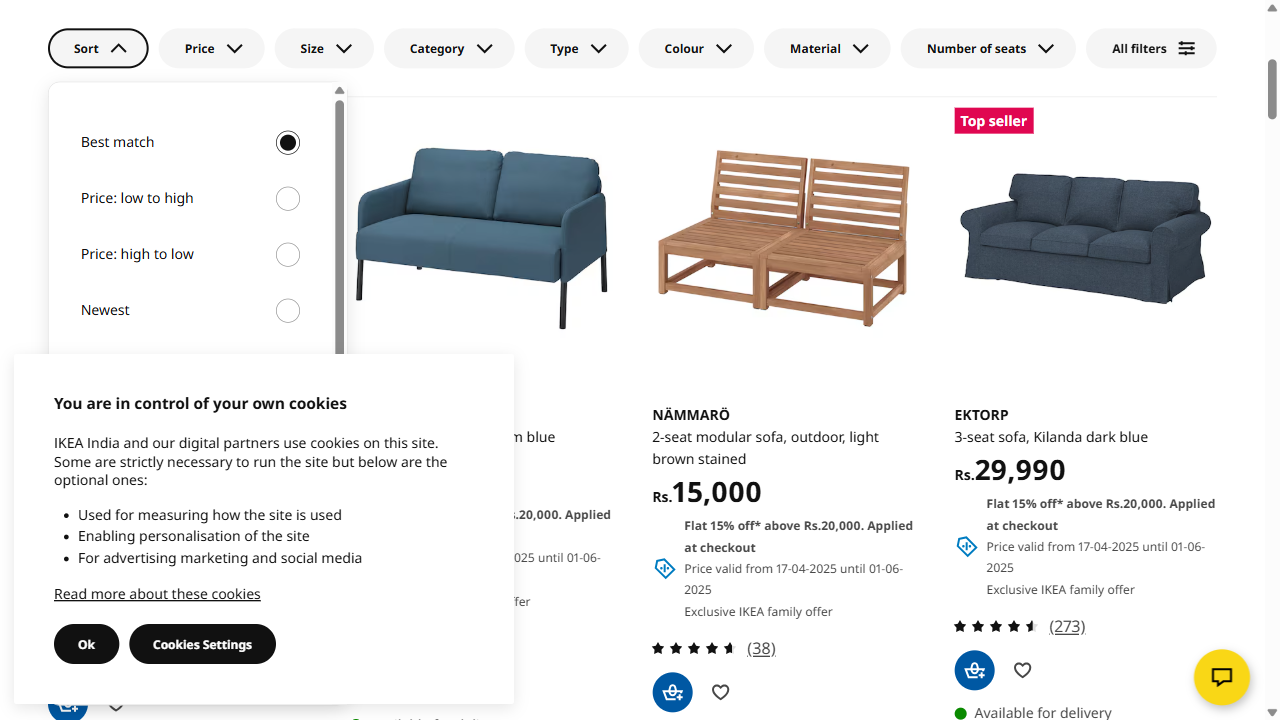 Sort
Price
Size
Category
Type
Colour
Material
Number of seats
All filters
Best match
Price: low to high
Price: high to low
Newest
You are in control of your own cookies
IKEA India and our digital partners use cookies on this site.
Some are strictly necessary to run the site but below are the
optional ones:
Used for measuring how the site is used
Enabling personalisation of the site
For advertising marketing and social media
Read more about these cookies
Ok
Cookies Settings
blue
.20,000. Applied
025 until 01-06-
NÄMMARÖ
2-seat modular sofa, outdoor, light
brown stained
Rs.15,000
Flat 15% off* above Rs.20,000. Applied
at checkout
Price valid from 17-04-2025 until 01-06-
2025
Exclusive IKEA family offer
(38)
Top seller
EKTORP
3-seat sofa, Kilanda dark blue
Rs.29,990
Flat 15% off* above Rs.20,000. Applied
at checkout
Price valid from 17-04-2025 until 01-06-
2025
Exclusive IKEA family offer
(273)
Available for delivery